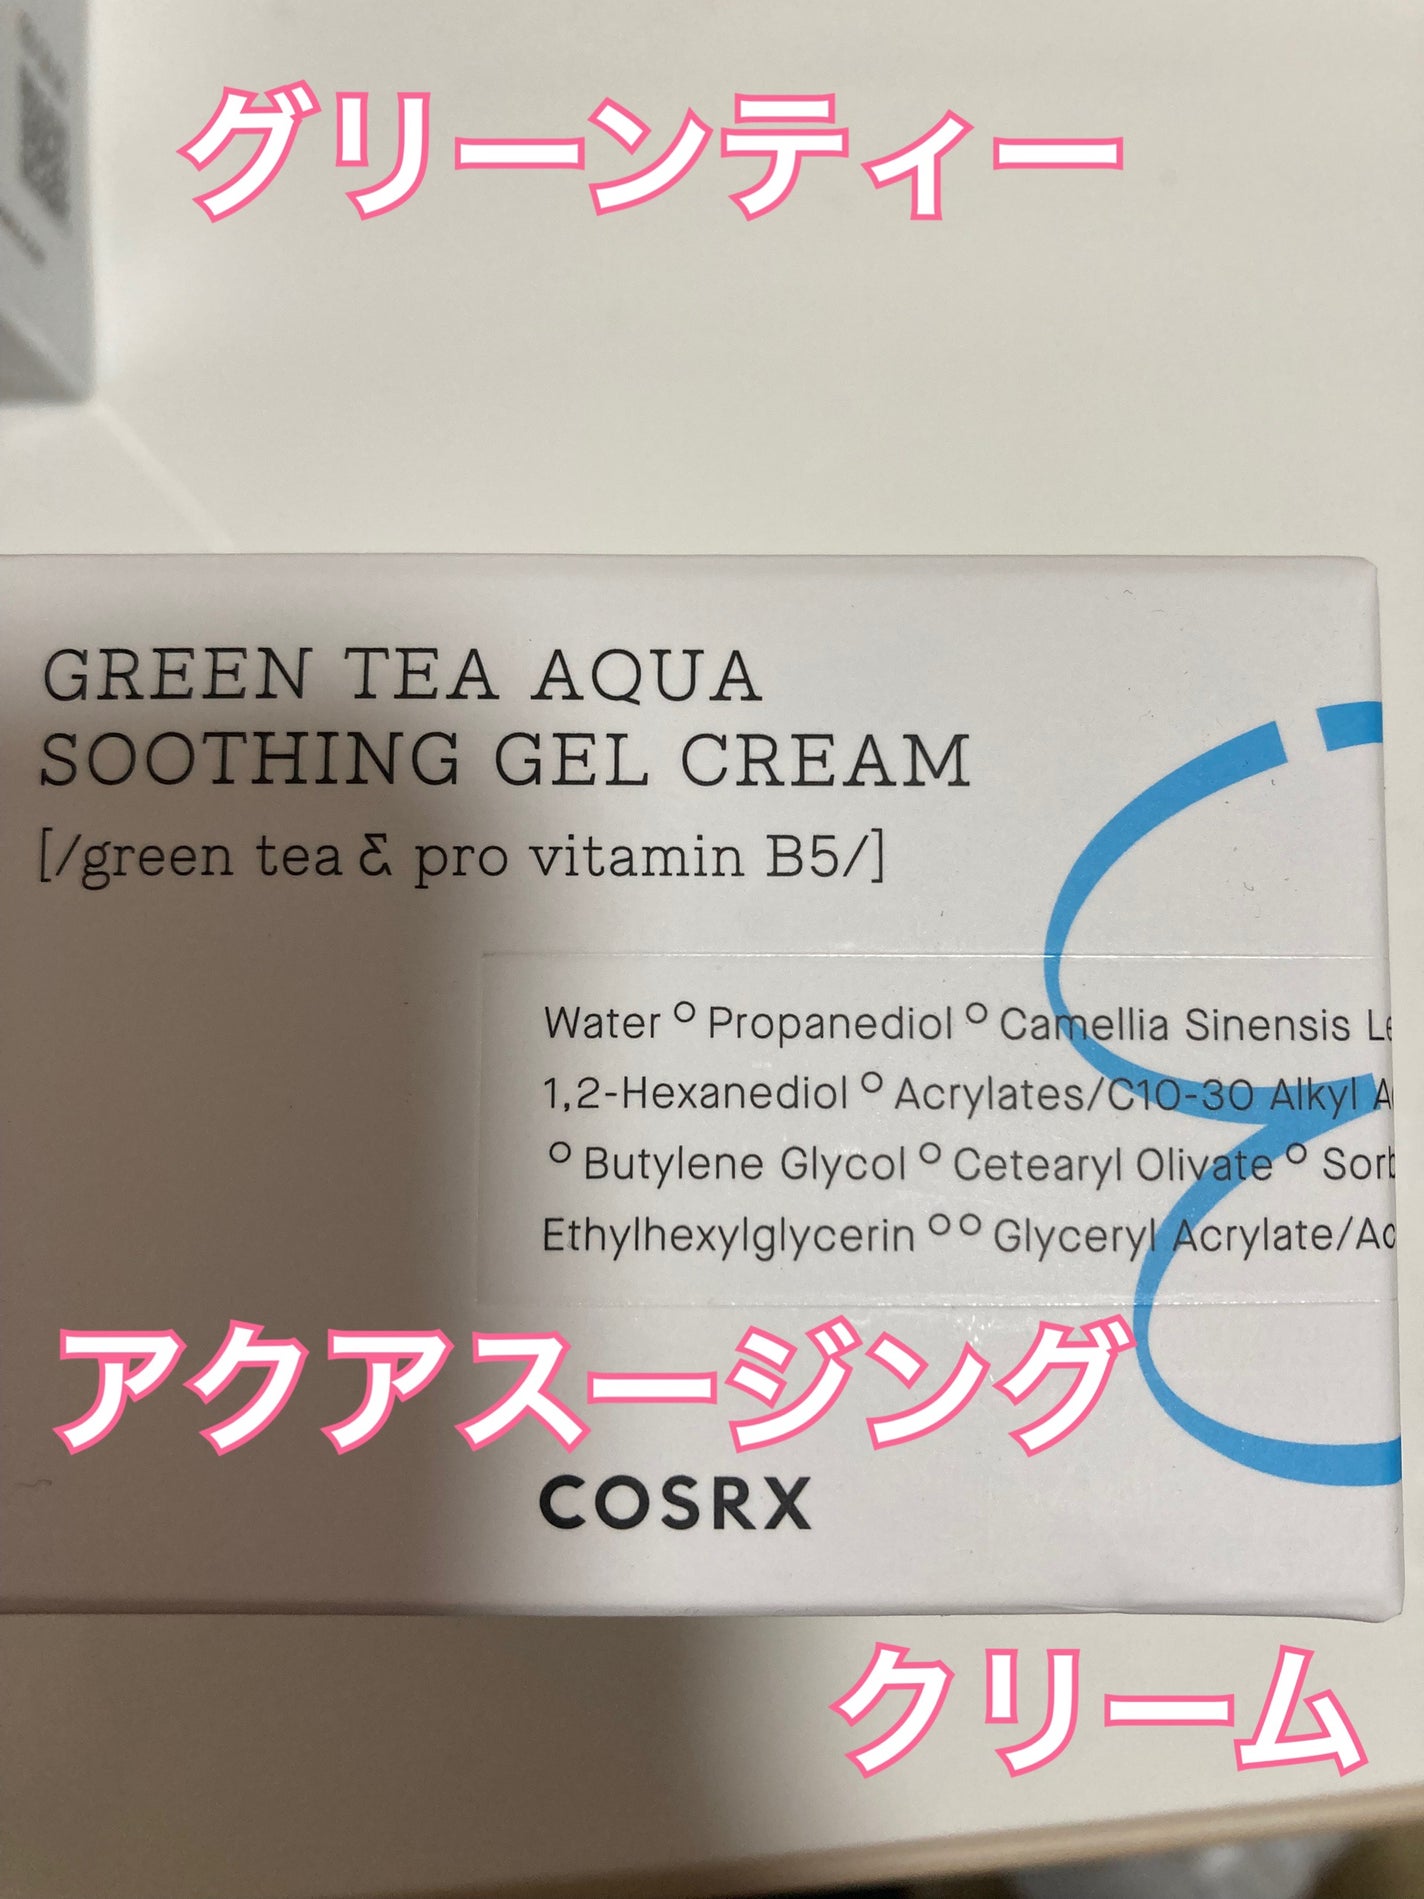 グリーンティー
GREEN TEA AQUA
SOOTHING GEL CREAM
[/green tea & pro vitamin B5/]
Water ° Propanediol ° Camellia Sinensis
1,2-Hexanediol ° Acrylates/C10-30 Alkyl
° Butylene Glycol ° Cetearyl Olivate °
Ethylhexylglycerin °° Glyceryl Acrylate/
アクアスージング
COSRX
クリーム